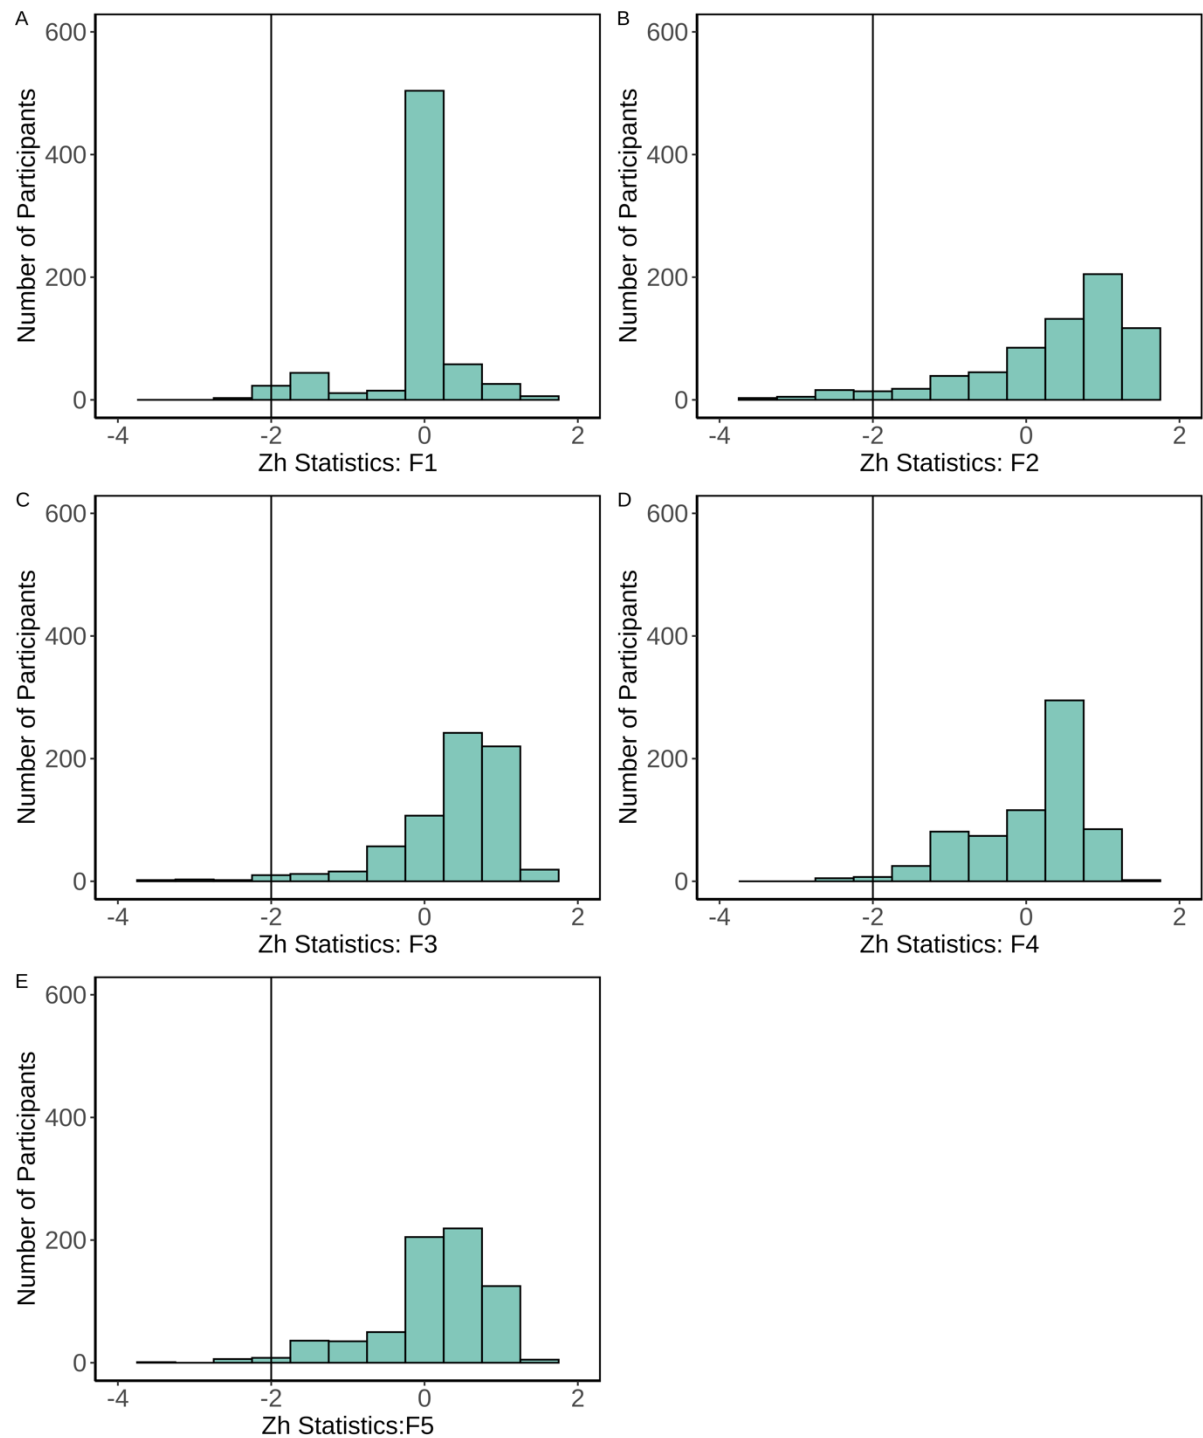 A
Number of Participants
600
400
200
0
-4 -2 0 2
Zh Statistics: F1
B
Number of Participants
600
400
200
0
-4 -2 0 2
Zh Statistics: F2
C
Number of Participants
600
400
200
0
-4 -2 0 2
Zh Statistics: F3
D
Number of Participants
600
400
200
0
-4 -2 0 2
Zh Statistics: F4
E
Number of Participants
600
400
200
0
-4 -2 0 2
Zh Statistics:F5